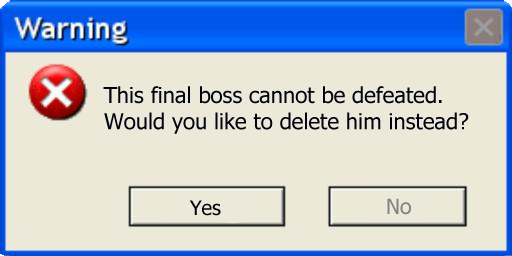 Warning
This final boss cannot be defeated.
Would you like to delete him instead?
Yes
No